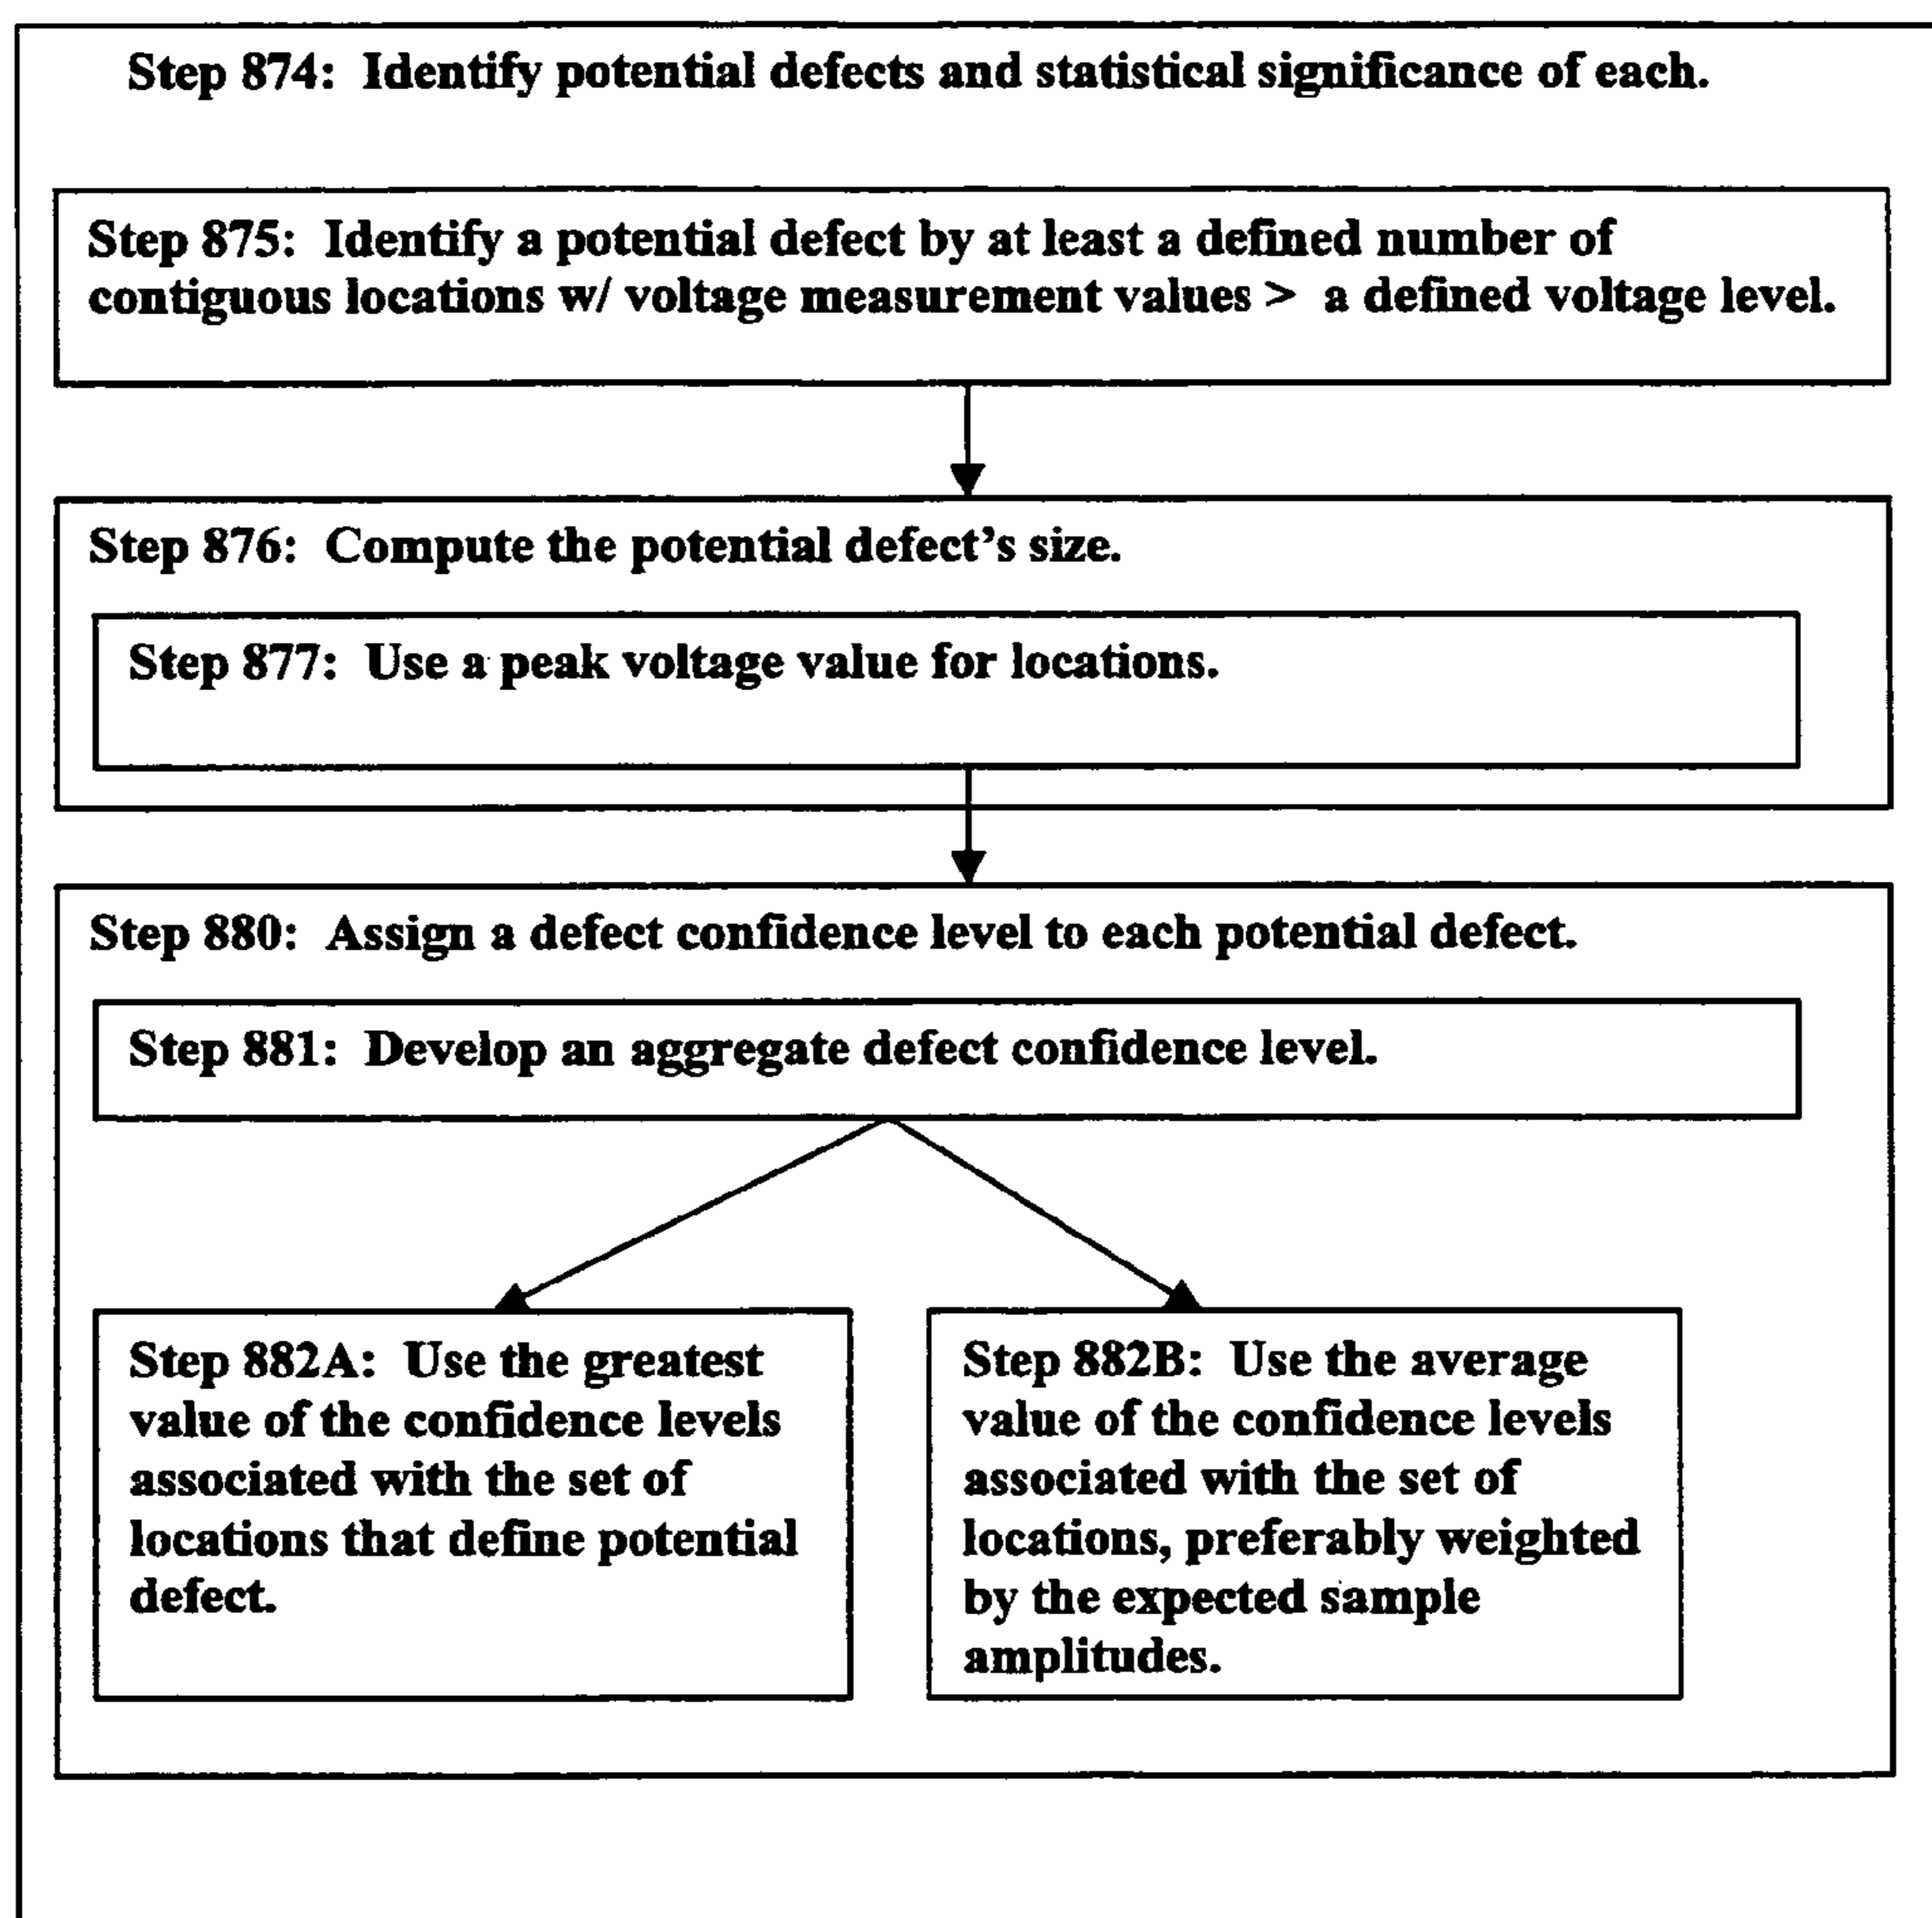 Step 874: Identify potential defects and statistical significance of each.
Step 875: Identify a potential defect by at least a defined number of
contiguous locations w/ voltage measurement values > a defined voltage level.
Step 876: Compute the potential defect's size.
Step 877: Use a peak voltage value for locations.
Step 880: Assign a defect confidence level to each potential defect.
Step 881: Develop an aggregate defect confidence level.
Step 882A: Use the greatest
value of the confidence levels
associated with the set of
locations that define potential
defect.
Step 882B: Use the average
value of the confidence levels
associated with the set of
locations, preferably weighted
by the expected sample
amplitudes.